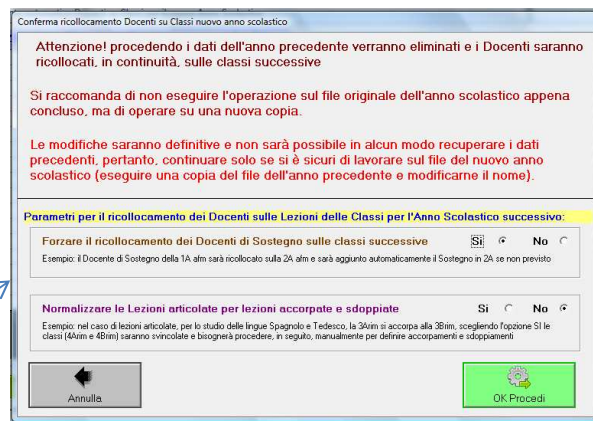 Conferma ricollocamento Docenti su Classi nuovo anno scolastico
Attenzione! procedendo i dati dell'anno precedente verranno eliminati e i Docenti saranno
ricollocati, in continuità, sulle classi successive
Si raccomanda di non eseguire l'operazione sul file originale dell'anno scolastico appena
concluso, ma di operare su una nuova copia.
Le modifiche saranno definitive e non sarà possibile in alcun modo recuperare i dati
precedenti, pertanto, continuare solo se si è sicuri di lavorare sul file del nuovo anno
scolastico (eseguire una copia del file dell'anno precedente e modificarne il nome).
Parametri per il ricollocamento dei Docenti sulle Lezioni delle Classi per l'Anno Scolastico successivo:
Forzare il ricollocamento dei Docenti di Sostegno sulle classi successive Si No
Esempio: il Docente di Sostegno della 1A afm sarà ricollocato sulla 2A afm e sarà aggiunto automaticamente il Sostegno in 2A se non previsto
Normalizzare le Lezioni articolate per lezioni accorpate e sdoppiate Si No
Esempio: nel caso di lezioni articolate, per lo studio delle lingue Spagnolo e Tedesco, la 3Arim si accorpa alla 3Brim, scegliendo l'opzione SI le
classi (4Arim e 4Brim) saranno svincolate e bisognerà procedere, in seguito, manualmente per definire accorpamenti e sdoppiamenti
Annulla OK Procedi